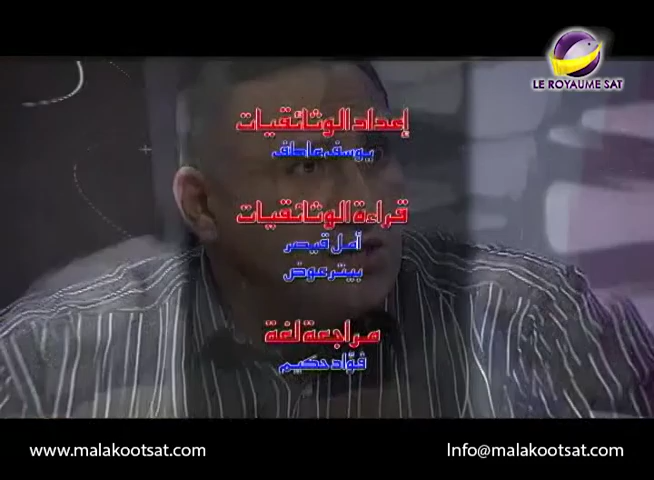 LE ROYAUME SAT
إعداد الوثائقيات
يوسف عاطف
قراءة الوثائقيات
أمل قيصر
بيتر عوض
مراجعة لغة
فؤاد حكيم
www.malakootsat.com
Info@malakootsat.com